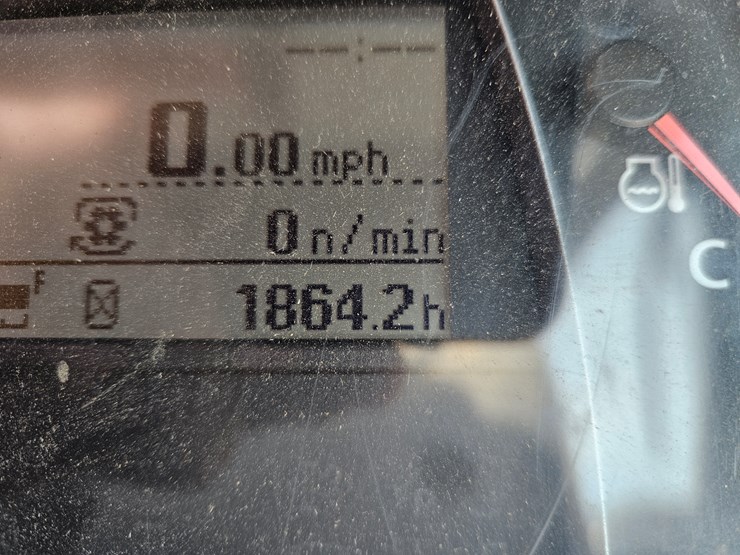 --:--
0.00 mph
0 n/min
F
1864.2h
C